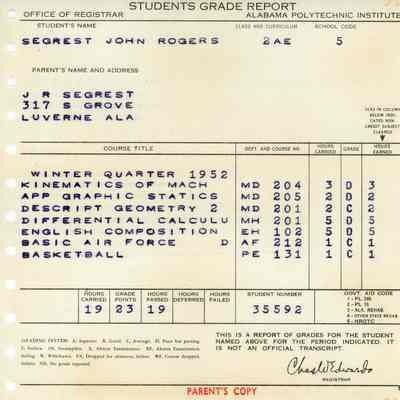 STUDENTS GRADE REPORT
OFFICE OF REGISTRAR ALABAMA POLYTECHNIC INSTITUTE
STUDENT'S NAME CLASS AND CURRICULUM SCHOOL CODE
SEGREST JOHN ROGERS 2AE 5
PARENT'S NAME AND ADDRESS
J R SEGREST
317 S GROVE
LUVERNE ALA
COURSE TITLE DEPT. AND COURSE NO. HOURS CARRIED GRADE HOURS EARNED
WINTER QUARTER 1952
KINEMATICS OF MACH MD 204 3 D 3
APP GRAPHIC STATICS MD 205 2 D 2
DESCRIPT GEOMETRY 2 MD 201 2 C 2
DIFFERENTIAL CALCULU MH 201 5 D 5
ENGLISH COMPOSITION EH 102 5 D 5
BASIC AIR FORCE D AF 212 1 C 1
BASKETBALL PE 131 1 C 1
HOURS CARRIED GRADE POINTS HOURS PASSED HOURS DEFERRED HOURS FAILED STUDENT NUMBER GOVT. AID CODE
19 23 19 35592
THIS IS A REPORT OF GRADES FOR THE STUDENT
NAMED ABOVE FOR THE PERIOD INDICATED. IT
IS NOT AN OFFICIAL TRANSCRIPT.
Chas W Edwards
REGISTRAR
PARENT'S COPY